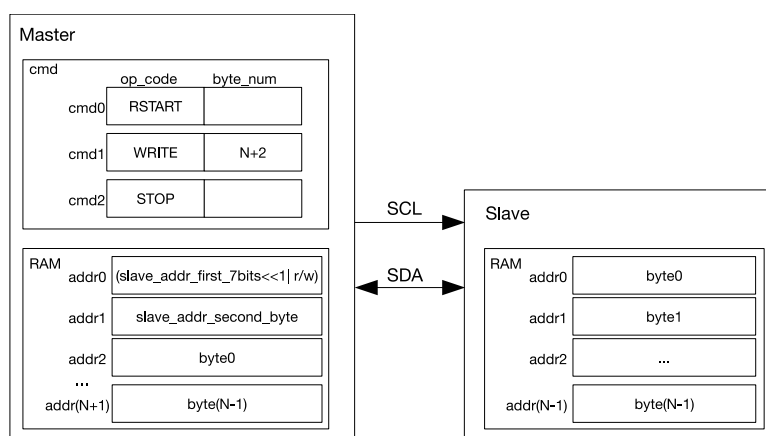 Master
cmd
op_code byte_num
cmd0 RSTART
cmd1 WRITE N+2
cmd2 STOP
RAM
addr0 (slave_addr_first_7bits<<1| r/w)
addr1 slave_addr_second_byte
addr2 byte0
...
addr(N+1) byte(N-1)
SCL
SDA
Slave
RAM
addr0 byte0
addr1 byte1
addr2 ...
addr(N-1) byte(N-1)